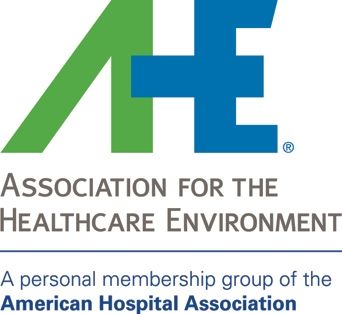 AHE®
ASSOCIATION FOR THE
HEALTHCARE ENVIRONMENT
A personal membership group of the
American Hospital Association